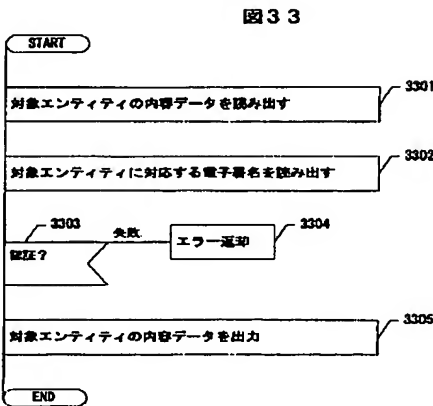 図33
START
3301
対象エンティティの内容データを読み出す
3302
対象エンティティに対応する電子署名を読み出す
3303
失敗
3304
認証?
エラー返却
3305
対象エンティティの内容データを出力
END